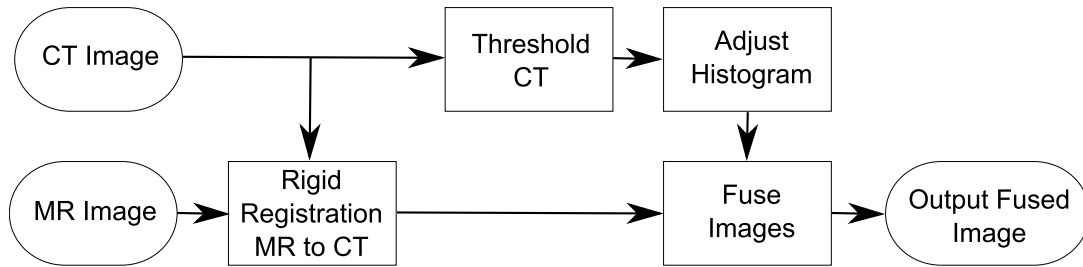 CT Image
Threshold
CT
Adjust
Histogram
MR Image
Rigid
Registration
MR to CT
Fuse
Images
Output Fused
Image